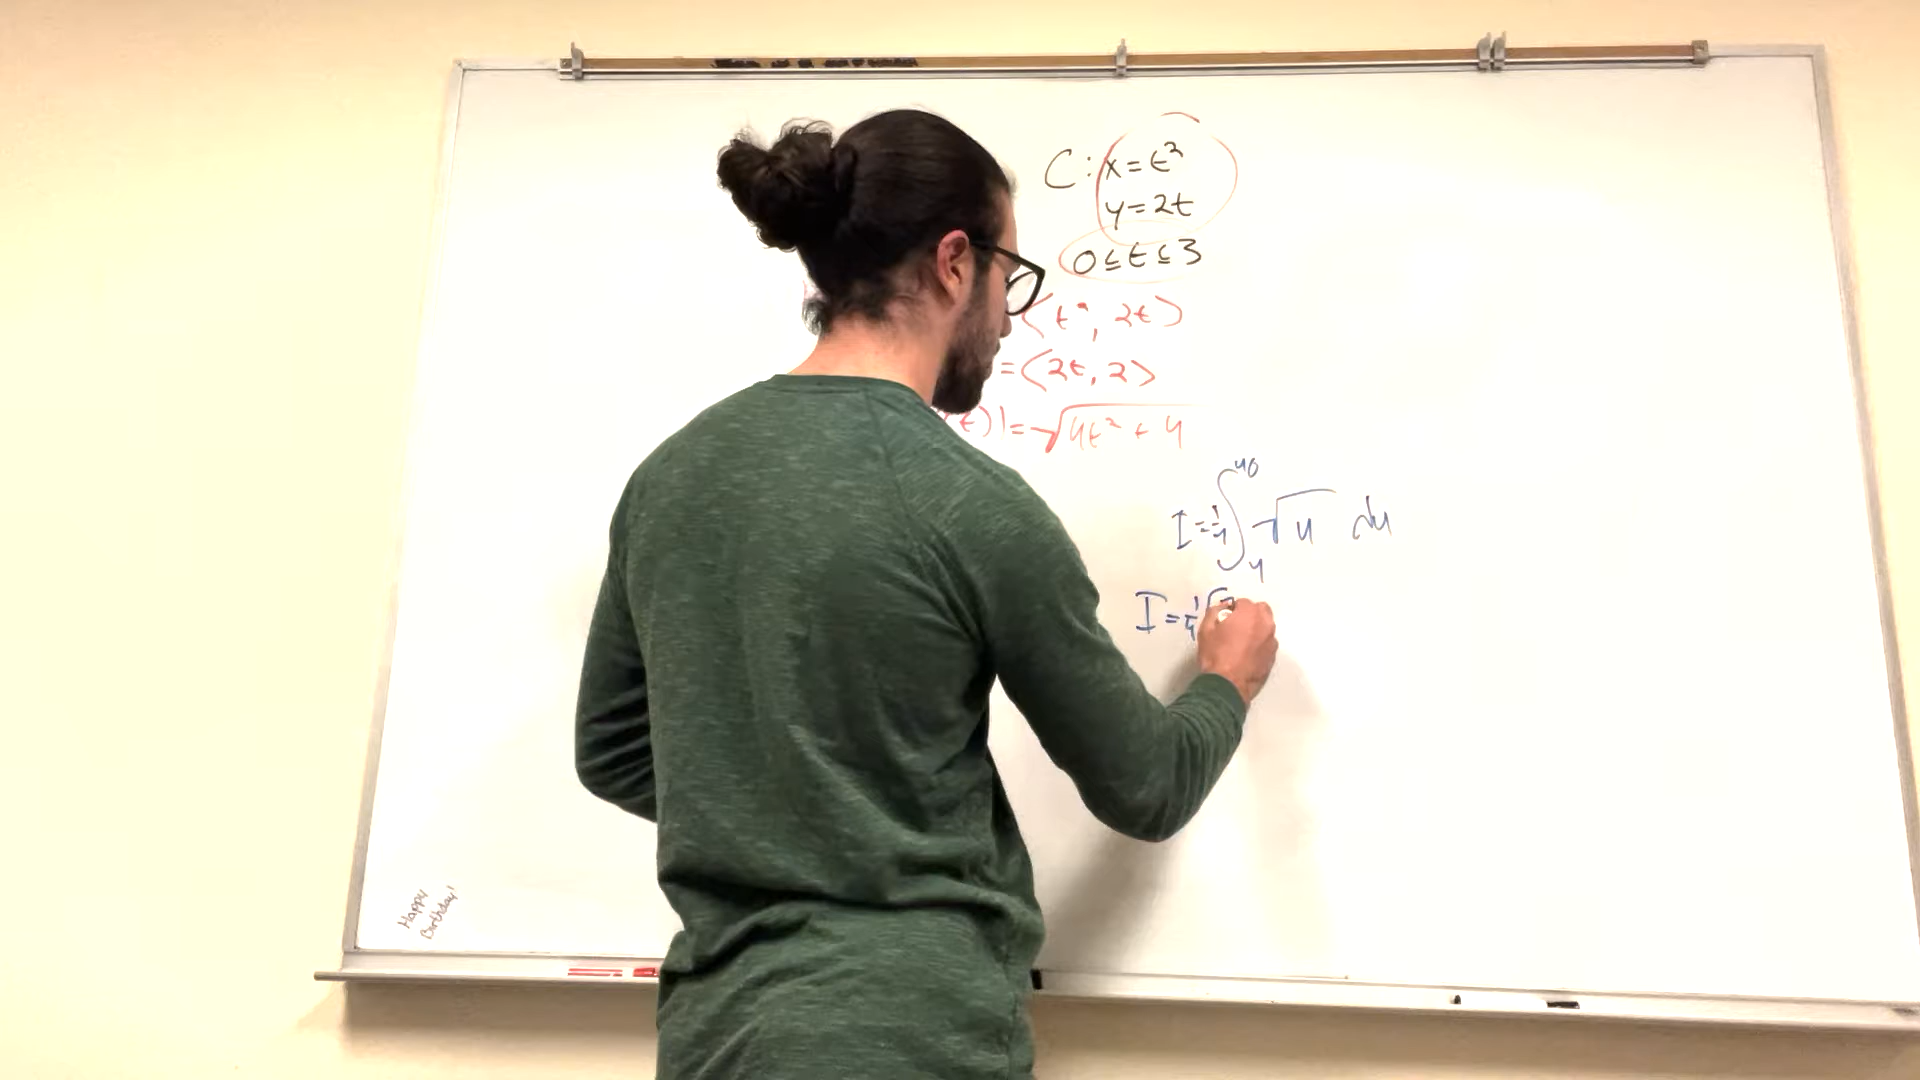 C: x = t²
y = 2t
0 ≤ t ≤ 3
⟨t², 2t⟩
= ⟨2t, 2⟩
(t)| = √4t² + 4
I = 1/4 ∫₄⁴⁰ √u du
I = 1/4 [
Happy
Birthday!